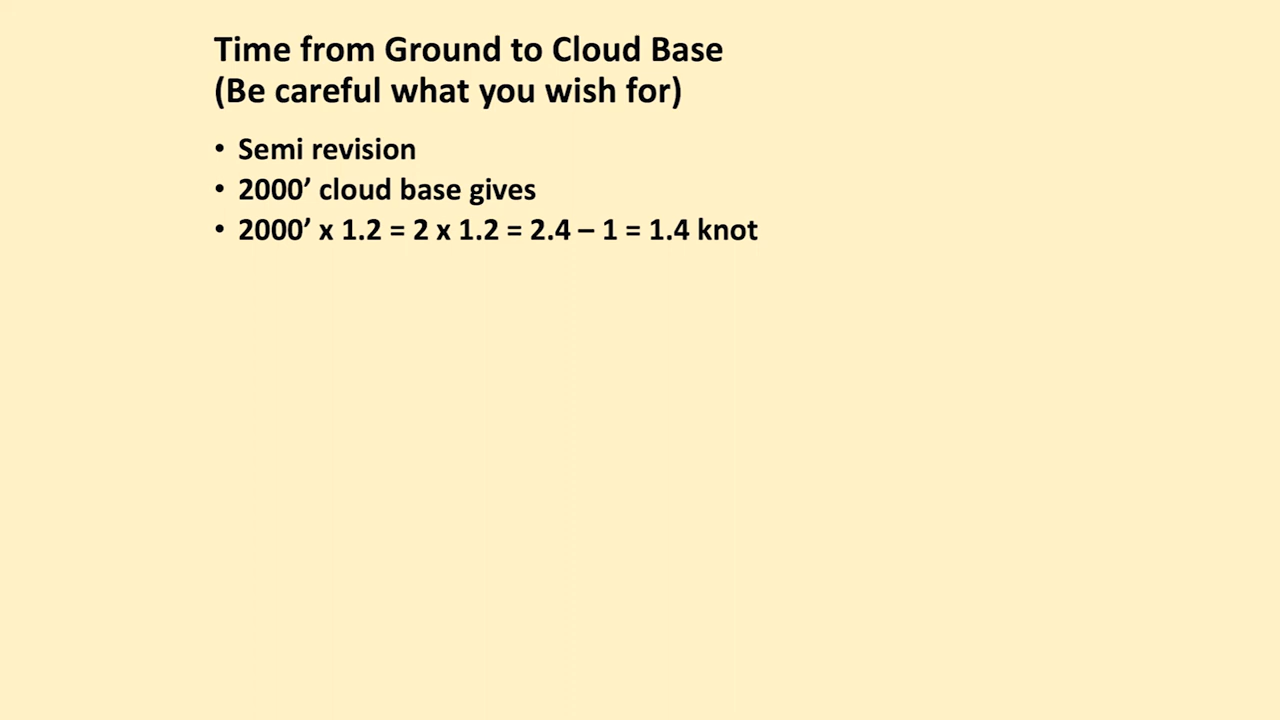 Time from Ground to Cloud Base
(Be careful what you wish for)
• Semi revision
• 2000’ cloud base gives
• 2000’ x 1.2 = 2 x 1.2 = 2.4 – 1 = 1.4 knot